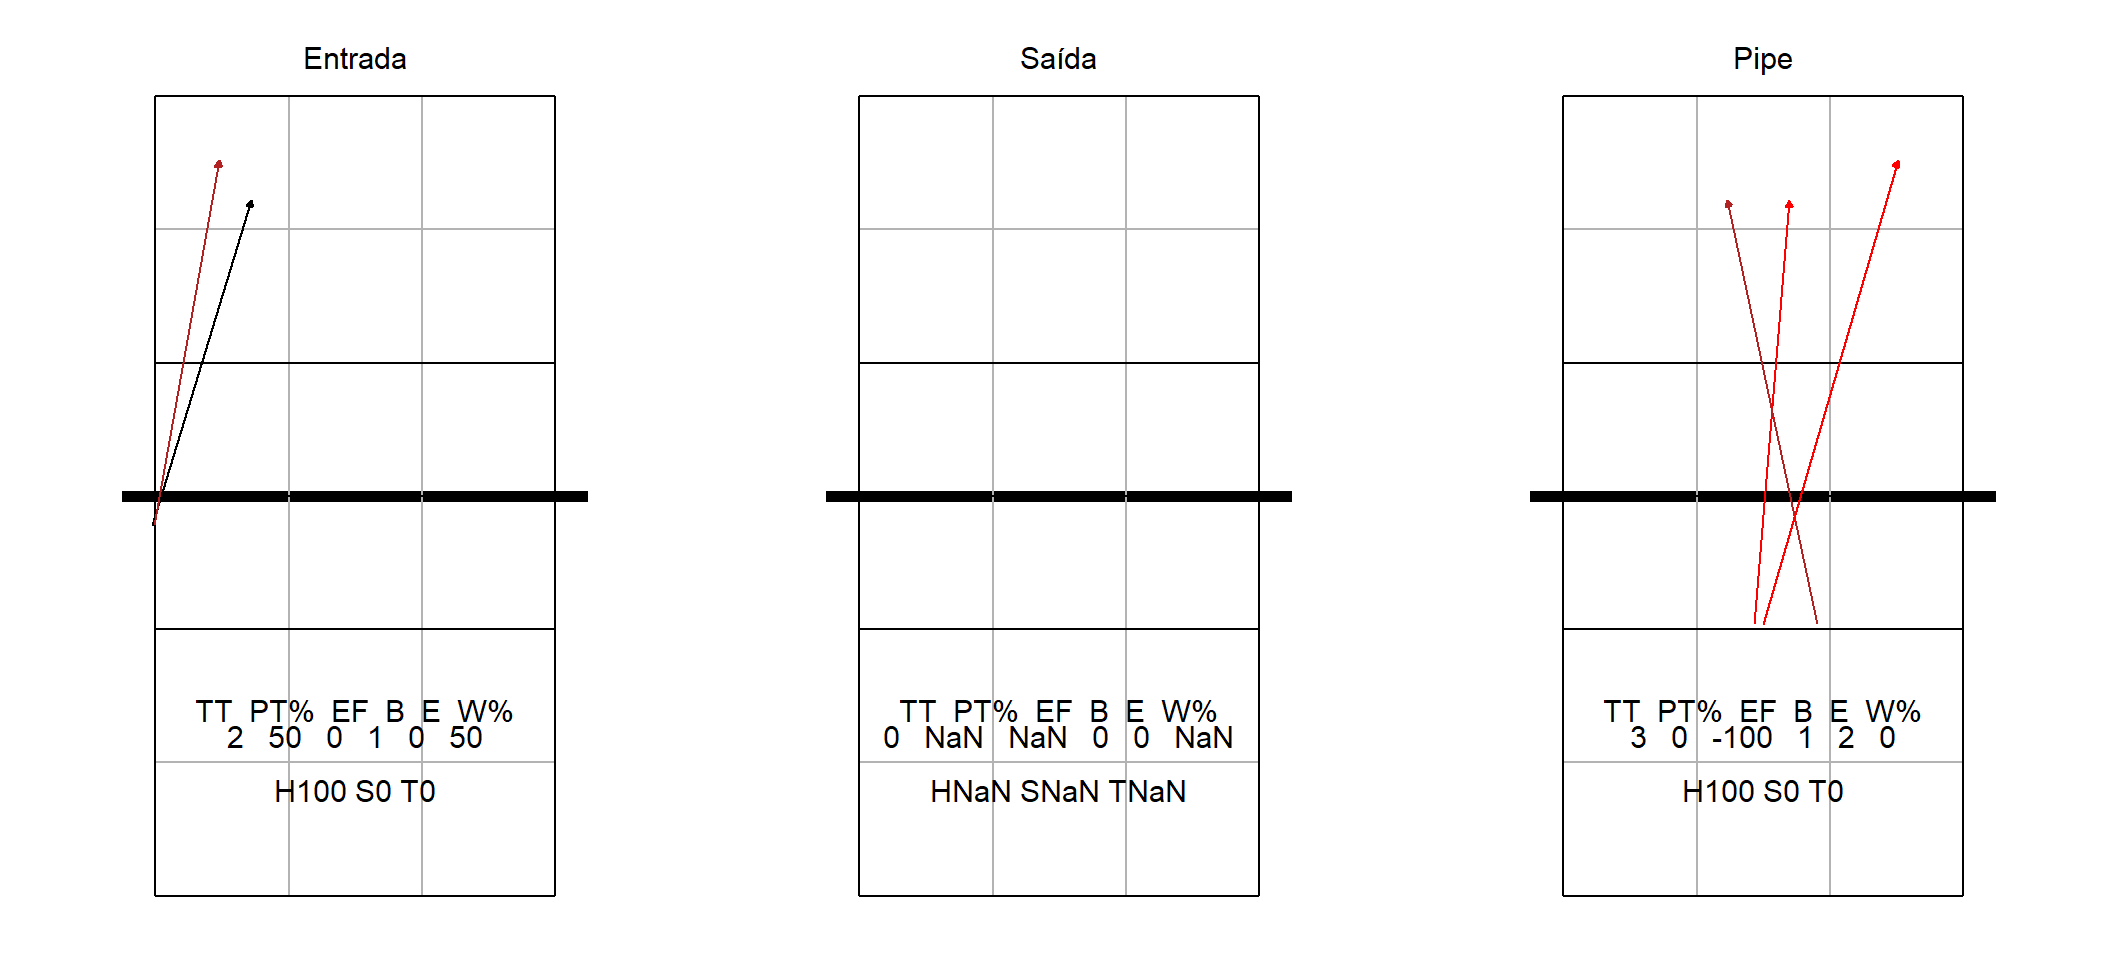 Entrada
TT PT% EF B E W%
2 50 0 1 0 50
H100 S0 T0
Saída
TT PT% EF B E W%
0 NaN NaN 0 0 NaN
HNaN SNaN TNaN
Pipe
TT PT% EF B E W%
3 0 -100 1 2 0
H100 S0 T0